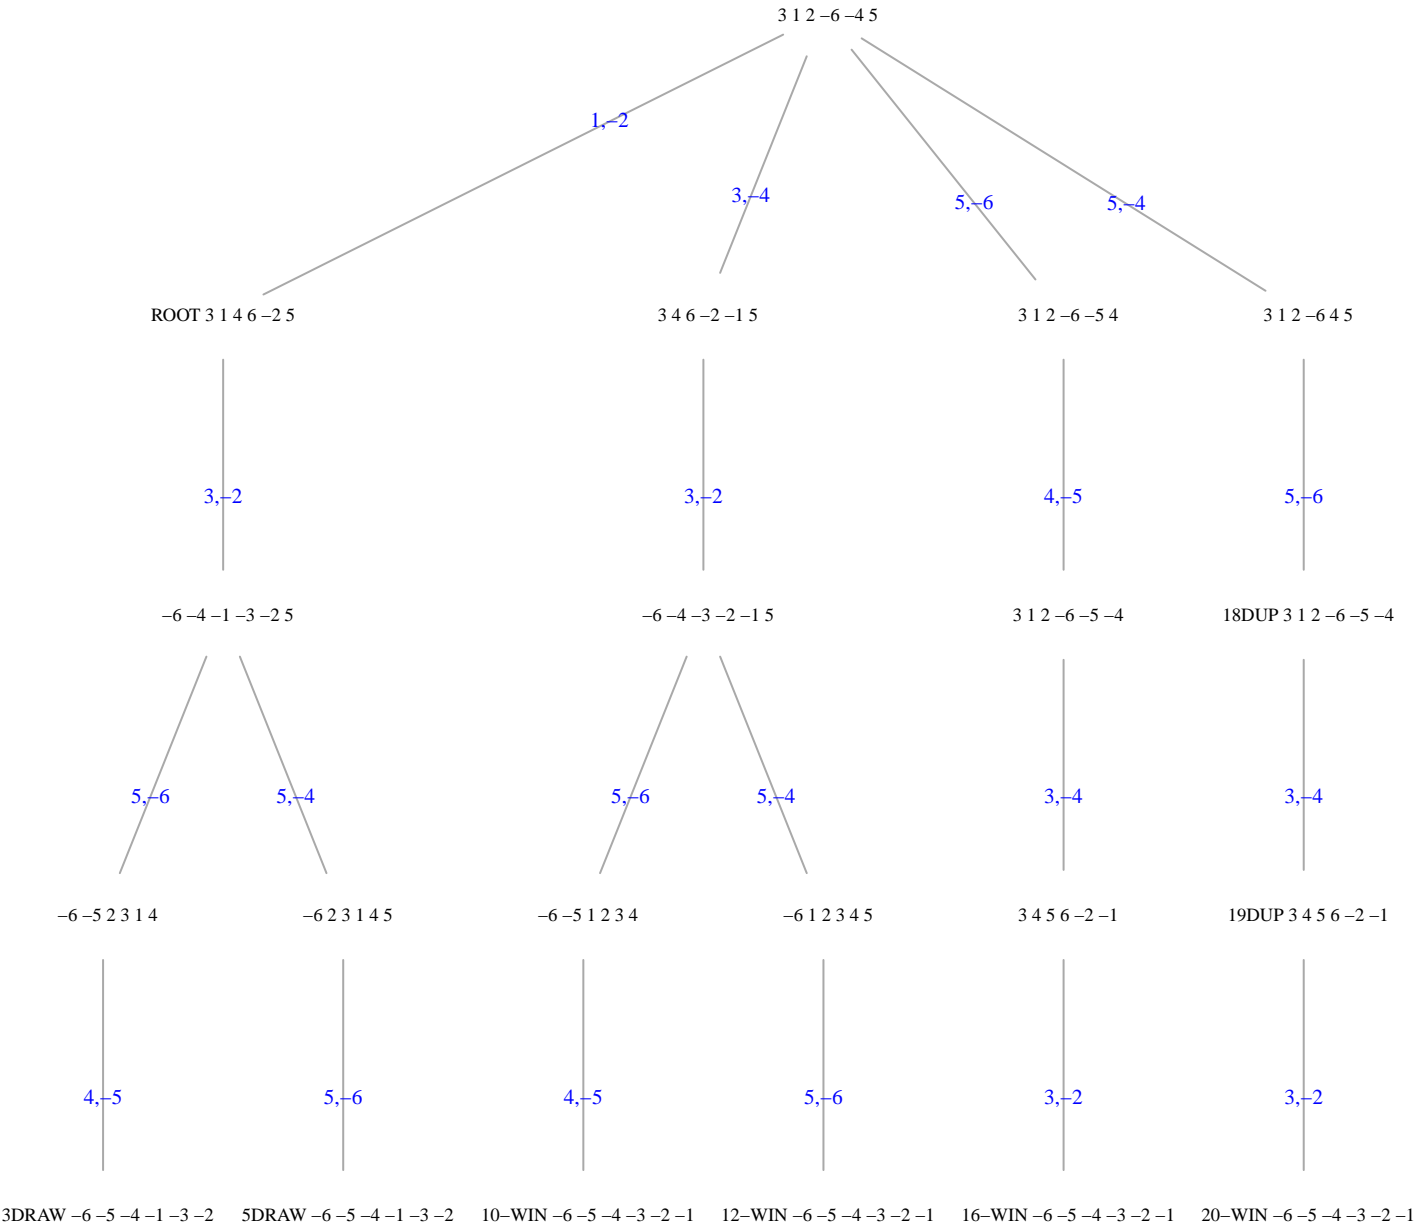 3 1 2 –6 –4 5
1,–2
3,–4
5,–6
5,–4
ROOT 3 1 4 6 –2 5
3 4 6 –2 –1 5
3 1 2 –6 –5 4
3 1 2 –6 4 5
3,–2
3,–2
4,–5
5,–6
–6 –4 –1 –3 –2 5
–6 –4 –3 –2 –1 5
3 1 2 –6 –5 –4
18DUP 3 1 2 –6 –5 –4
5,–6
5,–4
5,–6
5,–4
3,–4
3,–4
–6 –5 2 3 1 4
–6 2 3 1 4 5
–6 –5 1 2 3 4
–6 1 2 3 4 5
3 4 5 6 –2 –1
19DUP 3 4 5 6 –2 –1
4,–5
5,–6
4,–5
5,–6
3,–2
3,–2
3DRAW –6 –5 –4 –1 –3 –2
5DRAW –6 –5 –4 –1 –3 –2
10–WIN –6 –5 –4 –3 –2 –1
12–WIN –6 –5 –4 –3 –2 –1
16–WIN –6 –5 –4 –3 –2 –1
20–WIN –6 –5 –4 –3 –2 –1